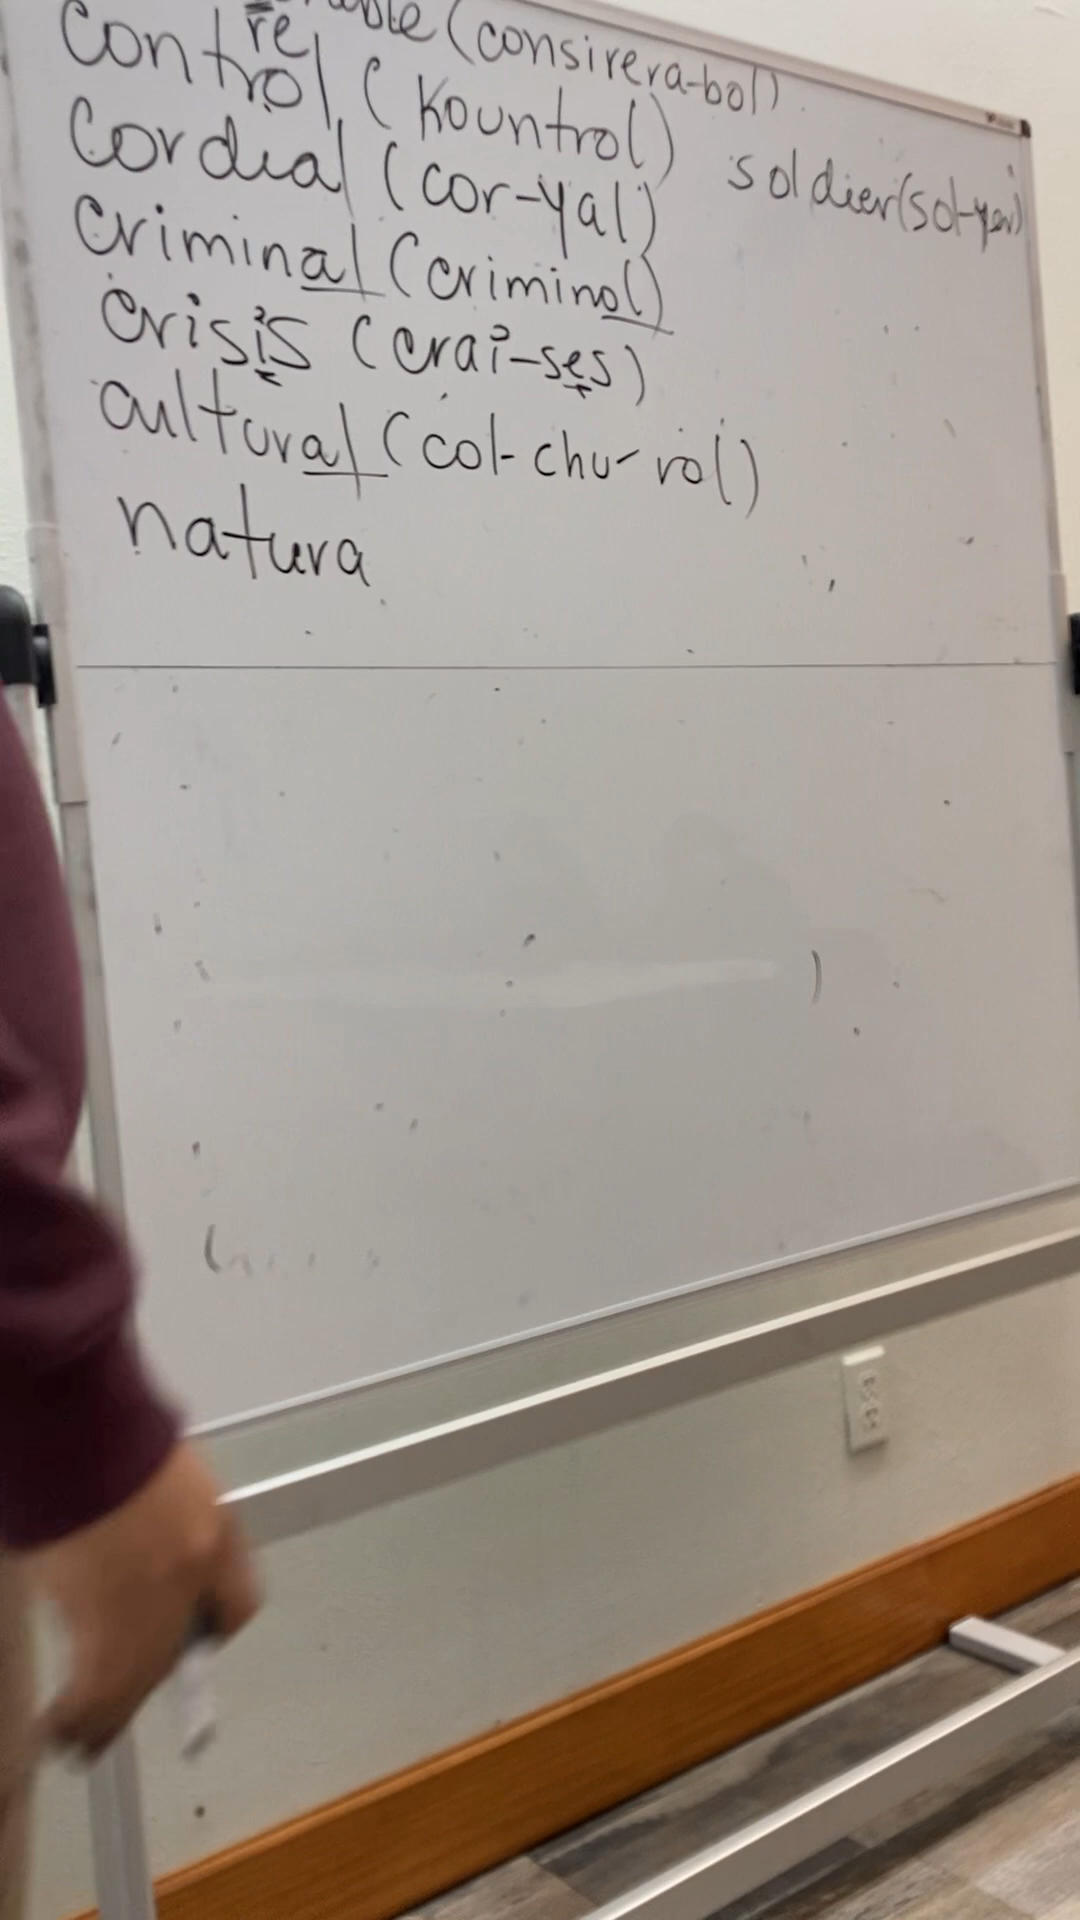 re
able (consirera-bol)
Control (Kountrol)
Cordial (cor-yal)
soldier (sol-yer)
Criminal (criminol)
crisis (crai-ses)
cultural (col-chu-rol)
natura